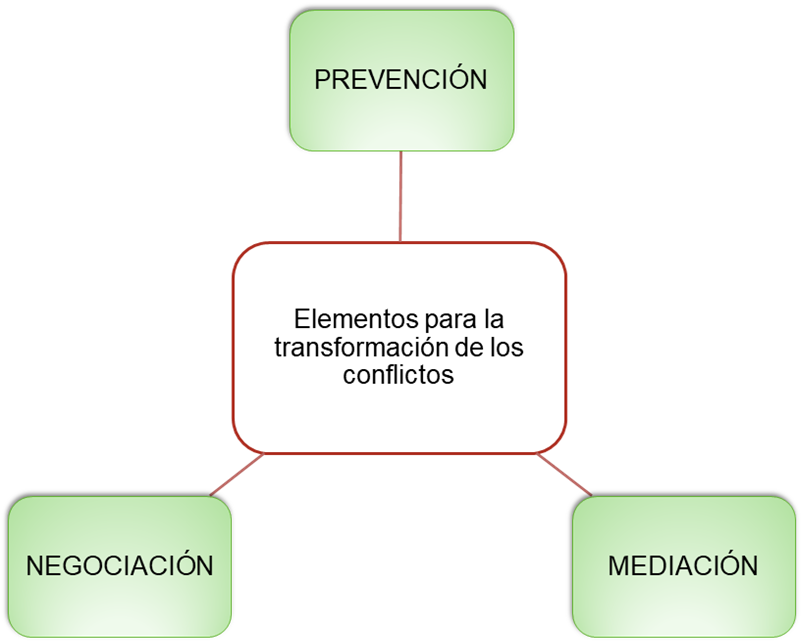 PREVENCIÓN
Elementos para la
transformación de los
conflictos
NEGOCIACIÓN
MEDIACIÓN